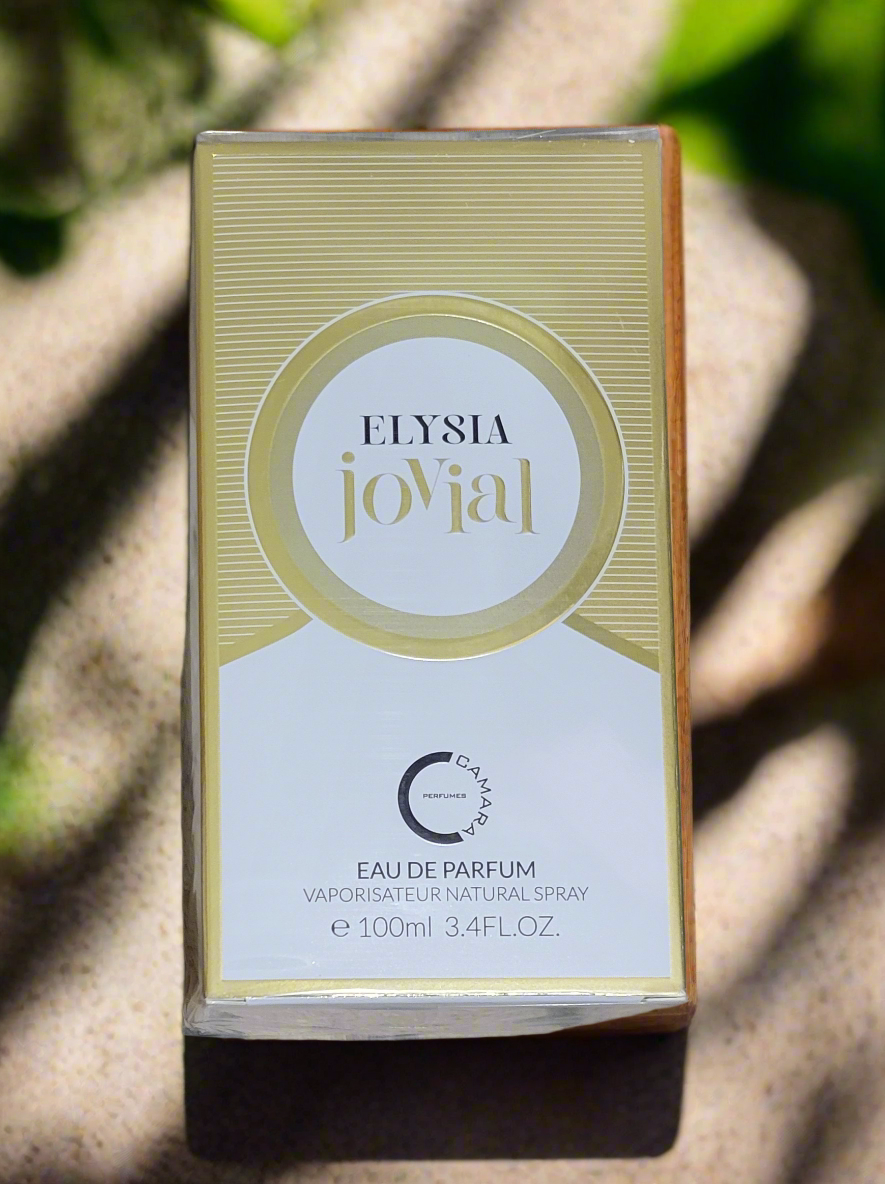 ELYSIA
jovial
CAMARA
PERFUMES
EAU DE PARFUM
VAPORISATEUR NATURAL SPRAY
℮ 100ml 3.4FL.OZ.